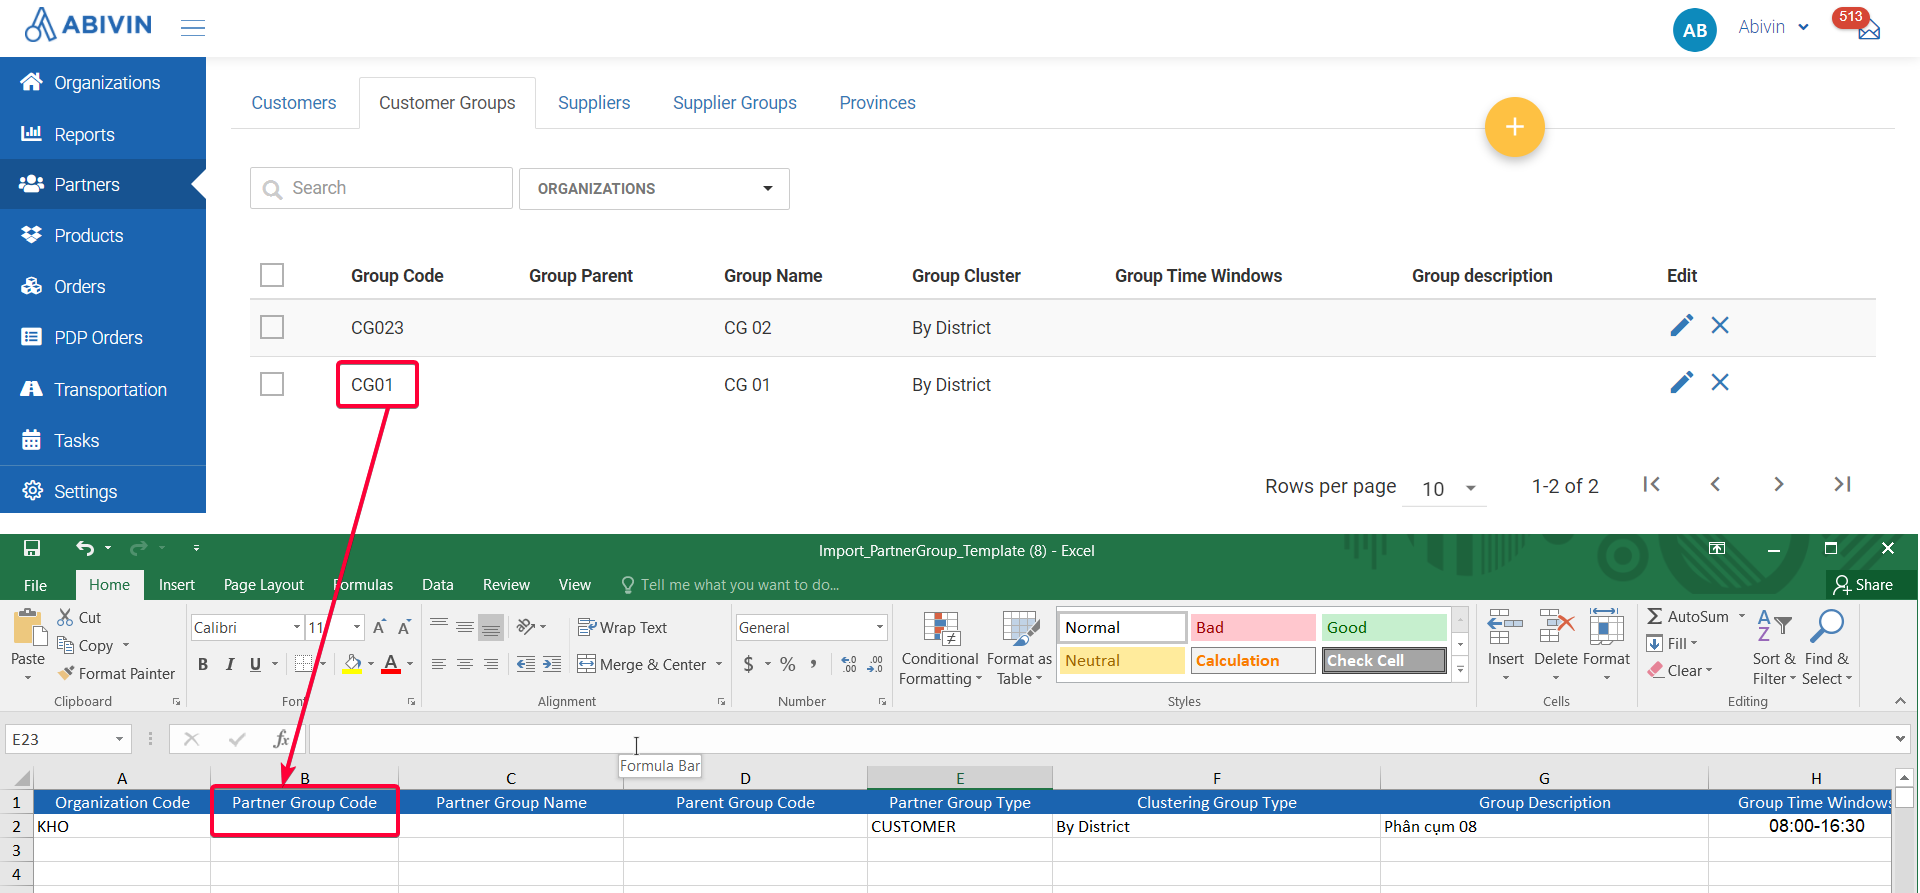 ABIVIN
AB Abivin 513
Organizations
Reports
Partners
Products
Orders
PDP Orders
Transportation
Tasks
Settings
Customers Customer Groups Suppliers Supplier Groups Provinces
+
Search ORGANIZATIONS
Group Code Group Parent Group Name Group Cluster Group Time Windows Group description Edit
CG023 CG 02 By District
CG01 CG 01 By District
Rows per page 10 1-2 of 2
Import_PartnerGroup_Template (8) - Excel
File Home Insert Page Layout Formulas Data Review View Tell me what you want to do... Share
Paste
Cut
Copy
Format Painter
Clipboard
Calibri 11 A A
B I U A
Font
Wrap Text
Merge & Center
Alignment
General
$ % , .0 .00 .00 .0
Number
Conditional Formatting
Format as Table
Normal Bad Good
Neutral Calculation Check Cell
Styles
Insert Delete Format
Cells
AutoSum
Fill
Clear
Sort & Filter
Find & Select
Editing
E23 fx
Formula Bar
A B C D E F G H
1 Organization Code Partner Group Code Partner Group Name Parent Group Code Partner Group Type Clustering Group Type Group Description Group Time Windows
2 KHO CUSTOMER By District Phân cụm 08 08:00-16:30
3
4